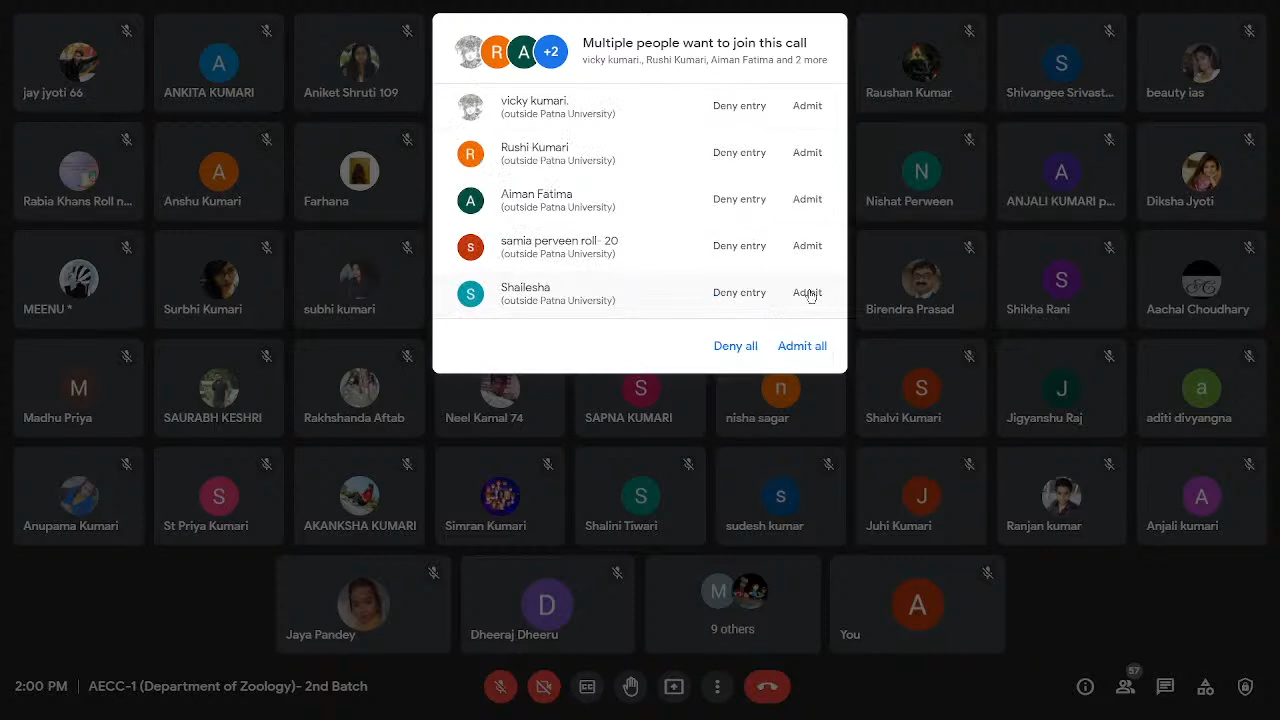 Multiple people want to join this call
vicky kumari., Rushi Kumari, Aiman Fatima and 2 more
R
A
+2
vicky kumari.
(outside Patna University)
Deny entry
Admit
R
Rushi Kumari
(outside Patna University)
Deny entry
Admit
A
Aiman Fatima
(outside Patna University)
Deny entry
Admit
S
samia perveen roll- 20
(outside Patna University)
Deny entry
Admit
S
Shailesha
(outside Patna University)
Deny entry
Admit
Deny all
Admit all
jay jyoti 66
A
ANKITA KUMARI
Aniket Shruti 109
Raushan Kumar
S
Shivangee Srivast...
beauty ias
Rabia Khans Roll n...
A
Anshu Kumari
Farhana
N
Nishat Perween
A
ANJALI KUMARI p...
Diksha Jyoti
MEENU *
Surbhi Kumari
subhi kumari
Birendra Prasad
S
Shikha Rani
Aachal Choudhary
M
Madhu Priya
SAURABH KESHRI
Rakhshanda Aftab
Neel Kamal 74
S
SAPNA KUMARI
n
nisha sagar
S
Shalvi Kumari
J
Jigyanshu Raj
a
aditi divyangna
Anupama Kumari
S
St Priya Kumari
AKANKSHA KUMARI
Simran Kumari
S
Shalini Tiwari
s
sudesh kumar
J
Juhi Kumari
Ranjan kumar
A
Anjali kumari
Jaya Pandey
D
Dheeraj Dheeru
M
9 others
A
You
2:00 PM | AECC-1 (Department of Zoology)- 2nd Batch
57